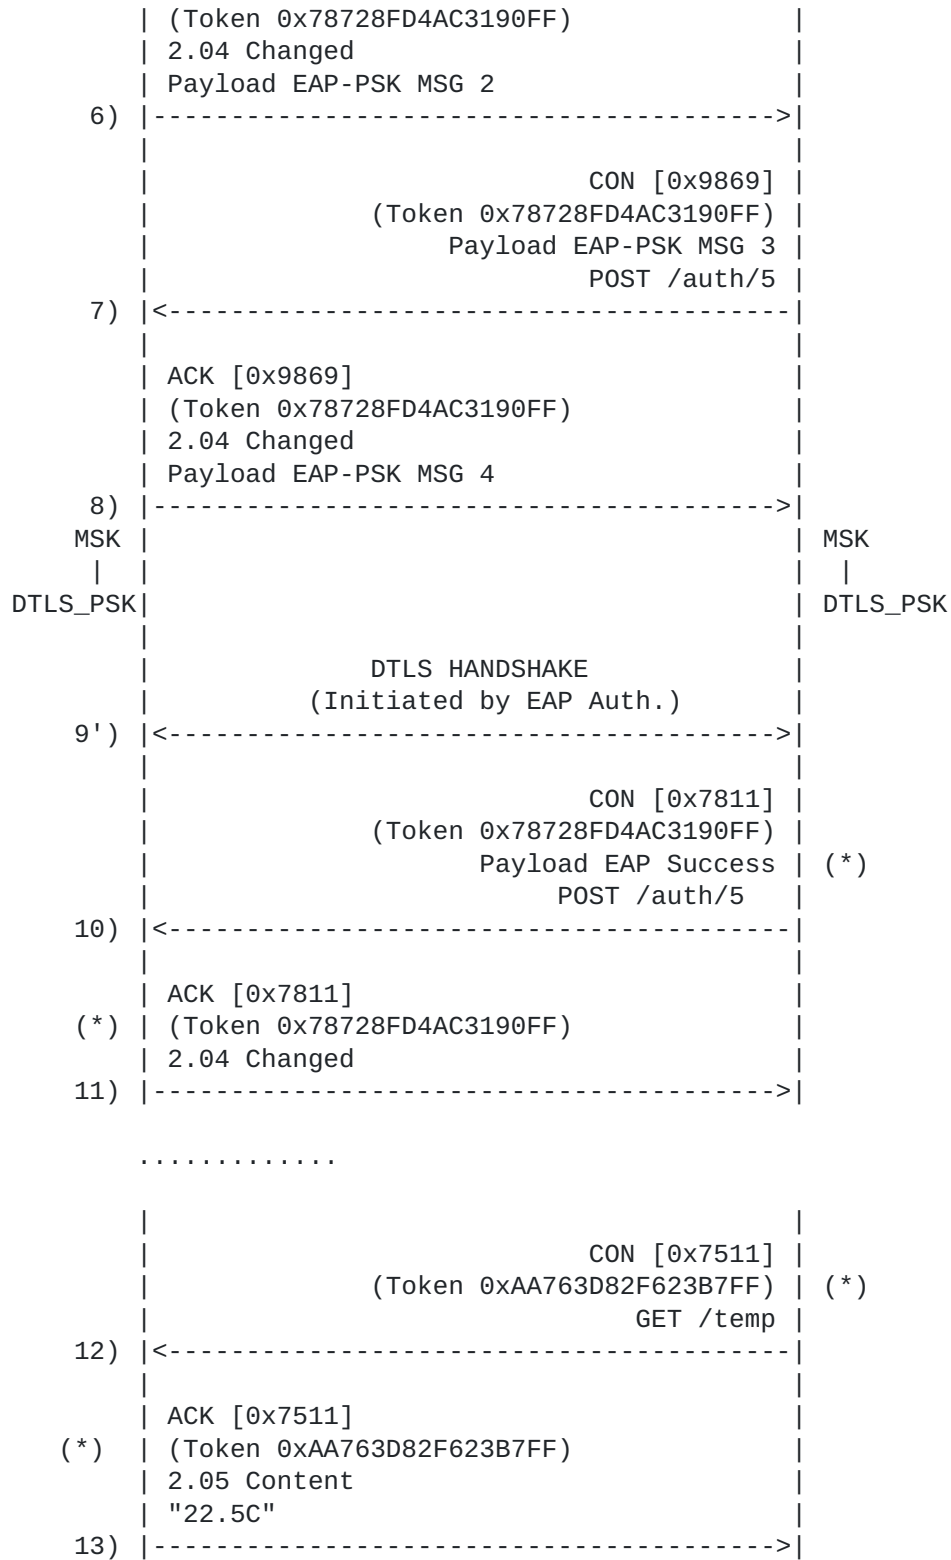 | (Token 0x78728FD4AC3190FF)              |
| 2.04 Changed                            |
| Payload EAP-PSK MSG 2                   |
6) |---------------------------------------->|
|                                         |
|                            CON [0x9869] |
|              (Token 0x78728FD4AC3190FF) |
|                   Payload EAP-PSK MSG 3 |
|                            POST /auth/5 |
7) |<----------------------------------------|
|                                         |
| ACK [0x9869]                            |
| (Token 0x78728FD4AC3190FF)              |
| 2.04 Changed                            |
| Payload EAP-PSK MSG 4                   |
8) |---------------------------------------->|
MSK |                                         | MSK
|  |                                         |  |
DTLS_PSK|                                         | DTLS_PSK
|                                         |
|              DTLS HANDSHAKE             |
|          (Initiated by EAP Auth.)       |
9') |<--------------------------------------->|
|                                         |
|                            CON [0x7811] |
|              (Token 0x78728FD4AC3190FF) |
|                     Payload EAP Success | (*)
|                          POST /auth/5   |
10) |<----------------------------------------|
|                                         |
| ACK [0x7811]                            |
(*) | (Token 0x78728FD4AC3190FF)              |
| 2.04 Changed                            |
11) |---------------------------------------->|
.............
|                                         |
|                            CON [0x7511] |
|              (Token 0xAA763D82F623B7FF) | (*)
|                               GET /temp |
12) |<----------------------------------------|
|                                         |
| ACK [0x7511]                            |
(*)  | (Token 0xAA763D82F623B7FF)              |
| 2.05 Content                            |
| "22.5C"                                 |
13) |---------------------------------------->|